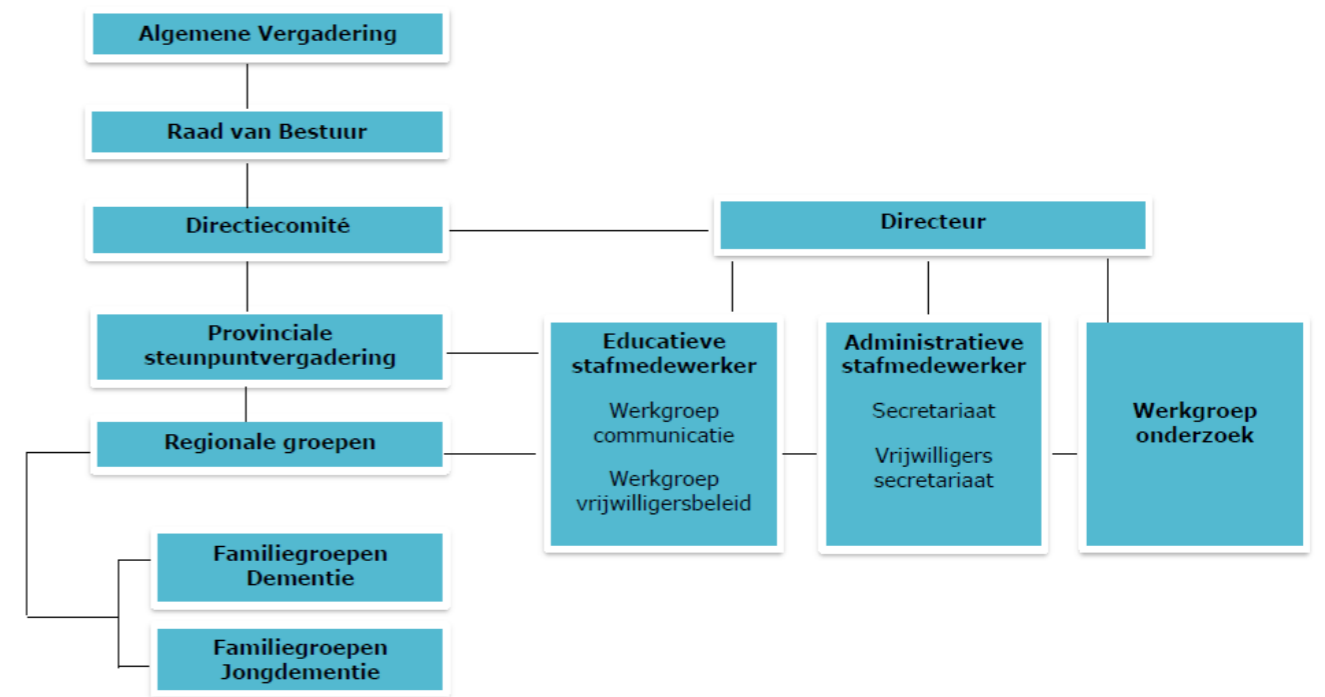 Algemene Vergadering
Raad van Bestuur
Directiecomité
Directeur
Provinciale
steunpuntvergadering
Educatieve
stafmedewerker
Werkgroep
communicatie
Werkgroep
vrijwilligersbeleid
Administratieve
stafmedewerker
Secretariaat
Vrijwilligers
secretariaat
Werkgroep
onderzoek
Regionale groepen
Familiegroepen
Dementie
Familiegroepen
Jongdementie